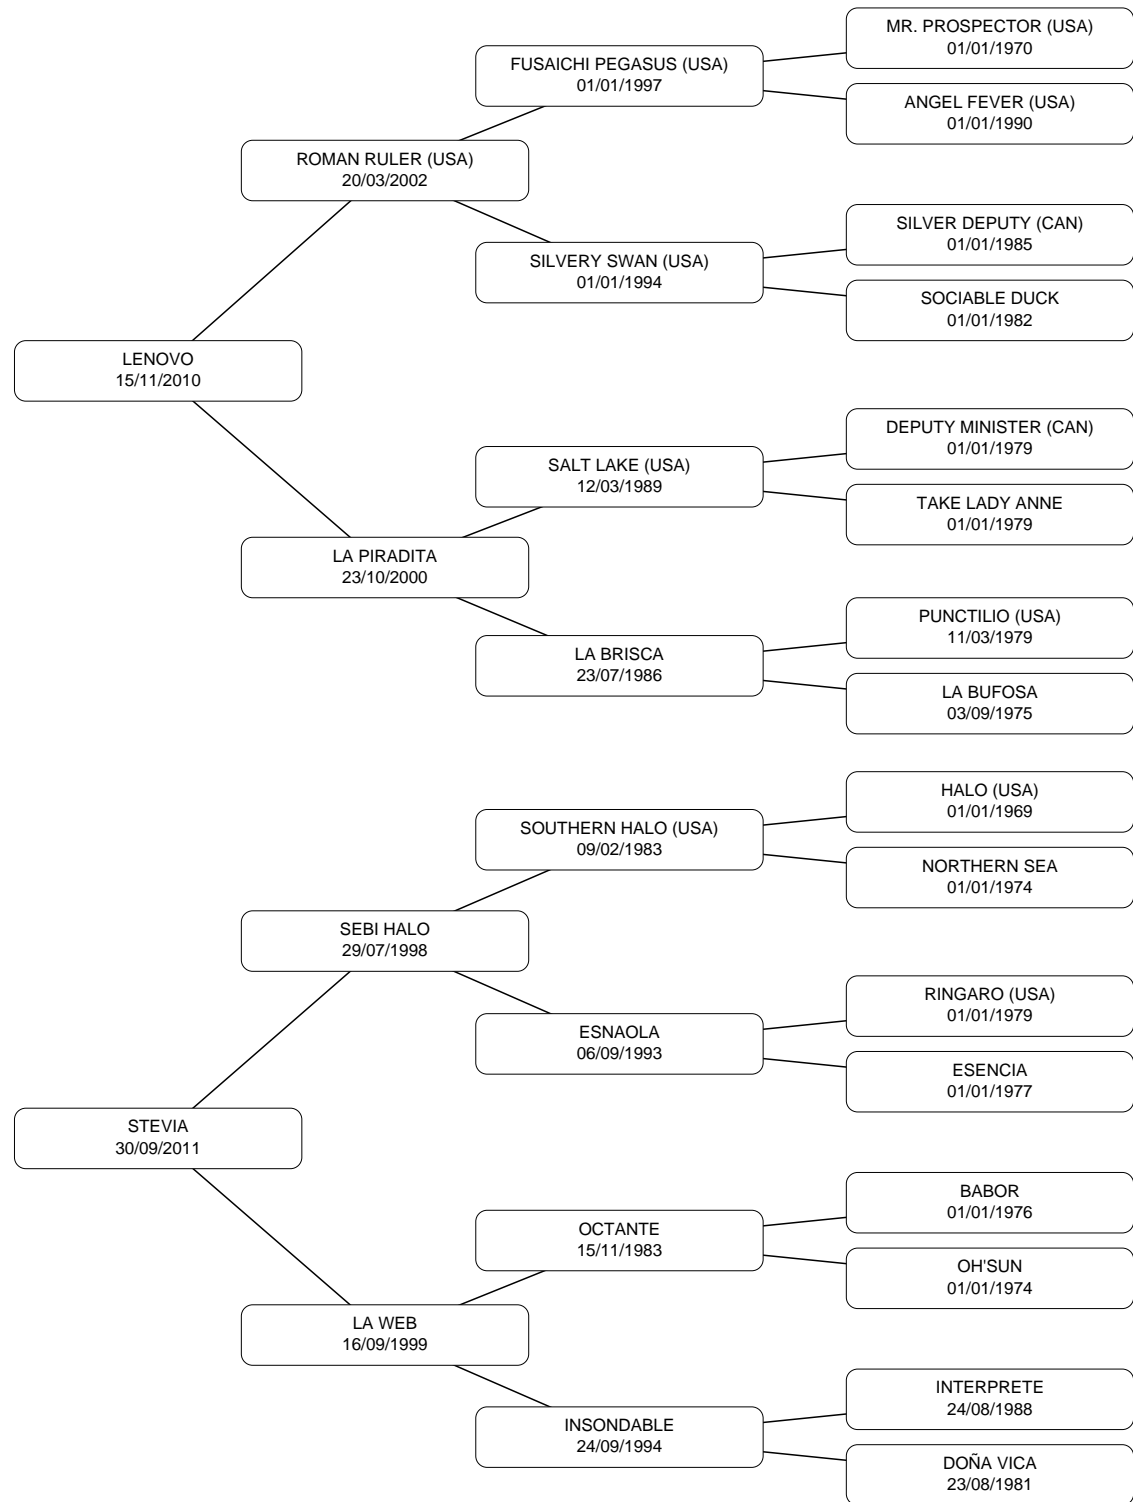 MR. PROSPECTOR (USA)
01/01/1970
FUSAICHI PEGASUS (USA)
01/01/1997
ANGEL FEVER (USA)
01/01/1990
ROMAN RULER (USA)
20/03/2002
SILVER DEPUTY (CAN)
01/01/1985
SILVERY SWAN (USA)
01/01/1994
SOCIABLE DUCK
01/01/1982
LENOVO
15/11/2010
DEPUTY MINISTER (CAN)
01/01/1979
SALT LAKE (USA)
12/03/1989
TAKE LADY ANNE
01/01/1979
LA PIRADITA
23/10/2000
PUNCTILIO (USA)
11/03/1979
LA BRISCA
23/07/1986
LA BUFOSA
03/09/1975
HALO (USA)
01/01/1969
SOUTHERN HALO (USA)
09/02/1983
NORTHERN SEA
01/01/1974
SEBI HALO
29/07/1998
RINGARO (USA)
01/01/1979
ESNAOLA
06/09/1993
ESENCIA
01/01/1977
STEVIA
30/09/2011
BABOR
01/01/1976
OCTANTE
15/11/1983
OH'SUN
01/01/1974
LA WEB
16/09/1999
INTERPRETE
24/08/1988
INSONDABLE
24/09/1994
DOÑA VICA
23/08/1981